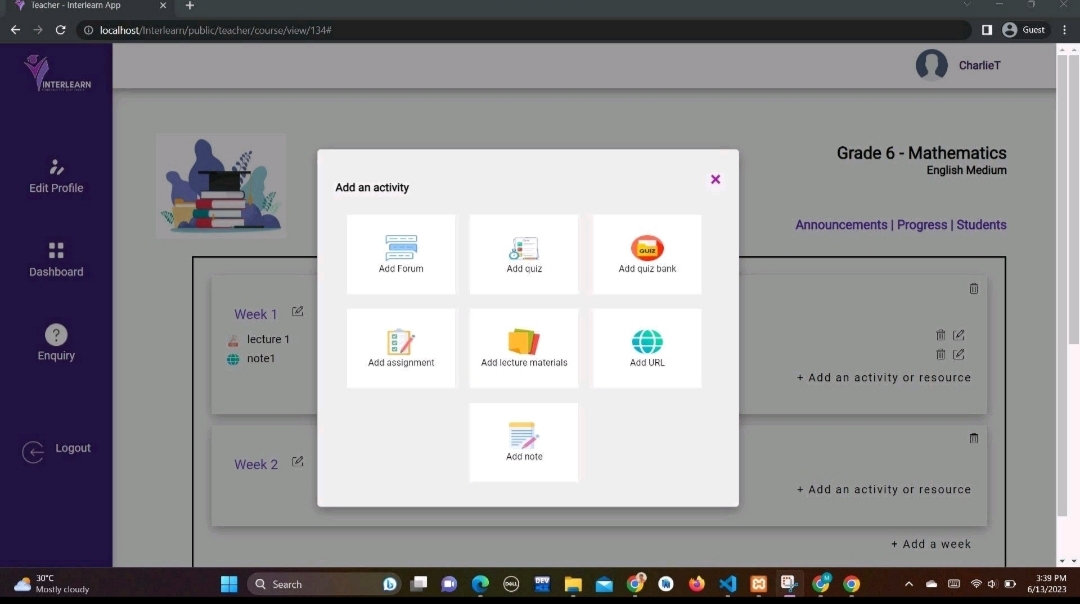 Teacher - Interlearn App
localhost/Interlearn/public/teacher/course/view/134#
Guest
INTERLEARN
CharlieT
Edit Profile
Dashboard
Enquiry
Logout
Grade 6 - Mathematics
English Medium
Announcements | Progress | Students
Add an activity
Add Forum
Add quiz
QUIZ
Add quiz bank
Add assignment
Add lecture materials
Add URL
Add note
Week 1
lecture 1
note1
+ Add an activity or resource
Week 2
+ Add an activity or resource
+ Add a week
30°C
Mostly cloudy
Search
DELL
DEV
3:39 PM
6/13/2023